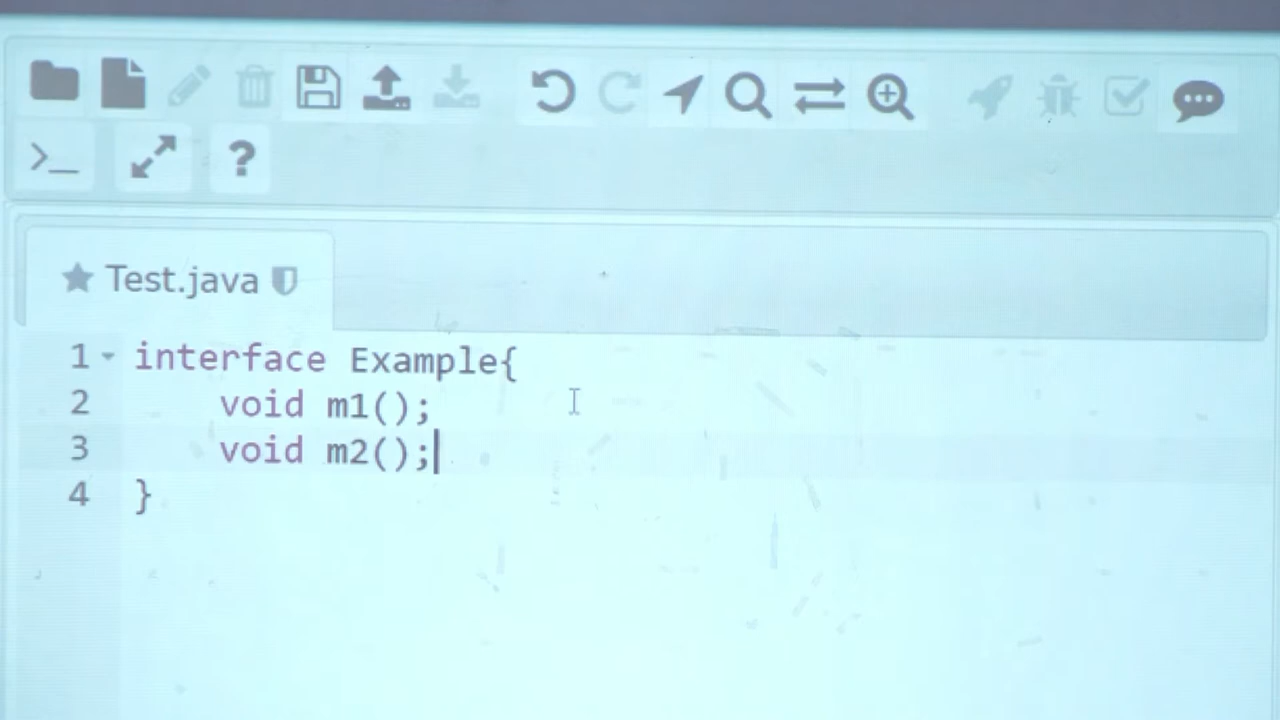 >_ ?
Test.java
1 interface Example{
2     void m1();
3     void m2();
4 }